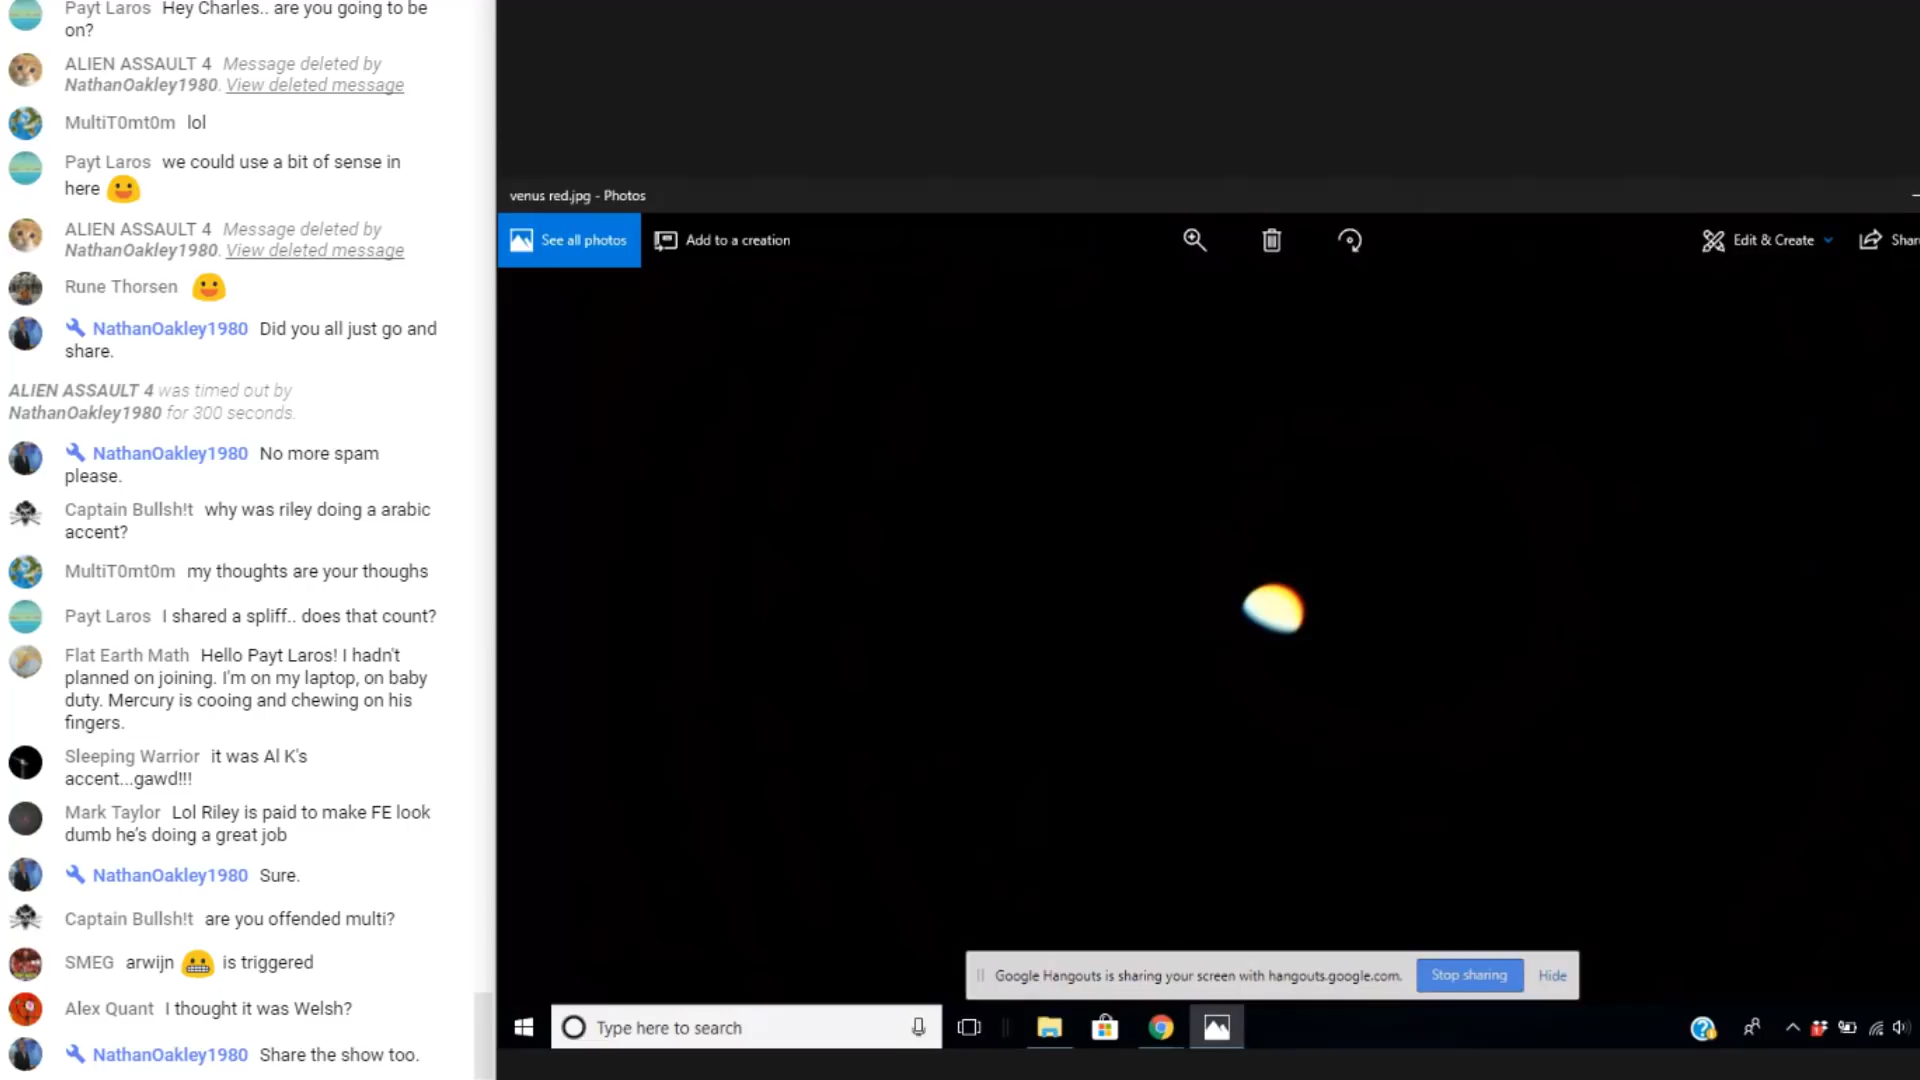 Payt Laros Hey Charles.. are you going to be
on?
ALIEN ASSAULT 4 Message deleted by
NathanOakley1980. View deleted message
MultiT0mt0m lol
Payt Laros we could use a bit of sense in
here
ALIEN ASSAULT 4 Message deleted by
NathanOakley1980. View deleted message
Rune Thorsen
NathanOakley1980 Did you all just go and
share.
ALIEN ASSAULT 4 was timed out by
NathanOakley1980 for 300 seconds.
NathanOakley1980 No more spam
please.
Captain Bullsh!t why was riley doing a arabic
accent?
MultiT0mt0m my thoughts are your thoughs
Payt Laros I shared a spliff.. does that count?
Flat Earth Math Hello Payt Laros! I hadn't
planned on joining. I'm on my laptop, on baby
duty. Mercury is cooing and chewing on his
fingers.
Sleeping Warrior it was Al K's
accent...gawd!!!
Mark Taylor Lol Riley is paid to make FE look
dumb he's doing a great job
NathanOakley1980 Sure.
Captain Bullsh!t are you offended multi?
SMEG arwijn is triggered
Alex Quant I thought it was Welsh?
NathanOakley1980 Share the show too.
venus red.jpg - Photos
See all photos
Add to a creation
Edit & Create
Shar
Google Hangouts is sharing your screen with hangouts.google.com.
Stop sharing
Hide
Type here to search